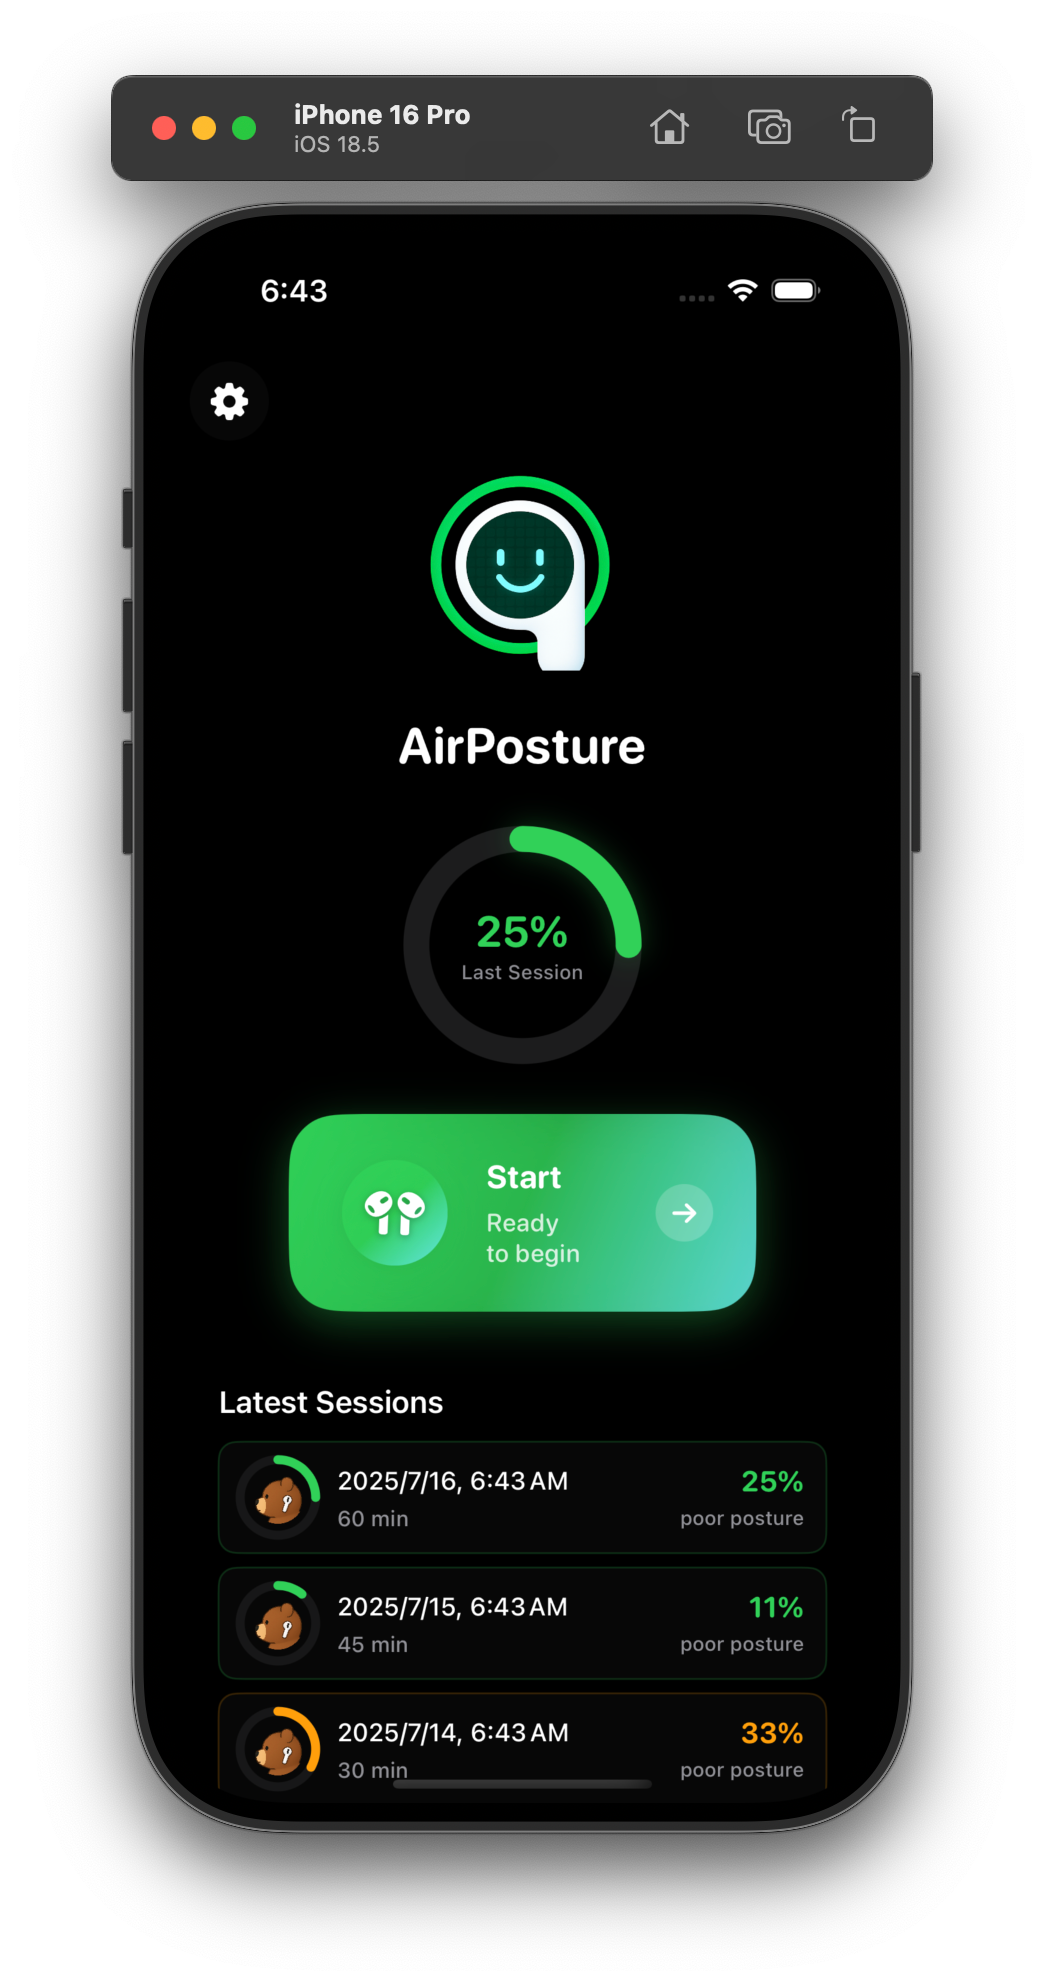 iPhone 16 Pro
iOS 18.5
6:43
AirPosture
25%
Last Session
Start
Ready
to begin
Latest Sessions
2025/7/16, 6:43 AM
25%
60 min
poor posture
2025/7/15, 6:43 AM
11%
45 min
poor posture
2025/7/14, 6:43 AM
33%
30 min
poor posture